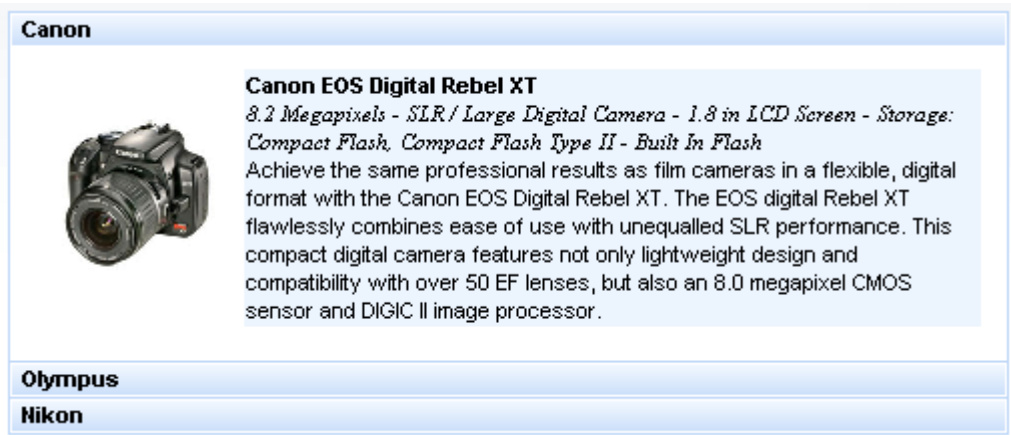 Canon
Canon EOS Digital Rebel XT
8.2 Megapixels - SLR / Large Digital Camera - 1.8 in LCD Screen - Storage:
Compact Flash, Compact Flash Type II - Built In Flash
Achieve the same professional results as film cameras in a flexible, digital
format with the Canon EOS Digital Rebel XT. The EOS digital Rebel XT
flawlessly combines ease of use with unequalled SLR performance. This
compact digital camera features not only lightweight design and
compatibility with over 50 EF lenses, but also an 8.0 megapixel CMOS
sensor and DIGIC II image processor.
Olympus
Nikon